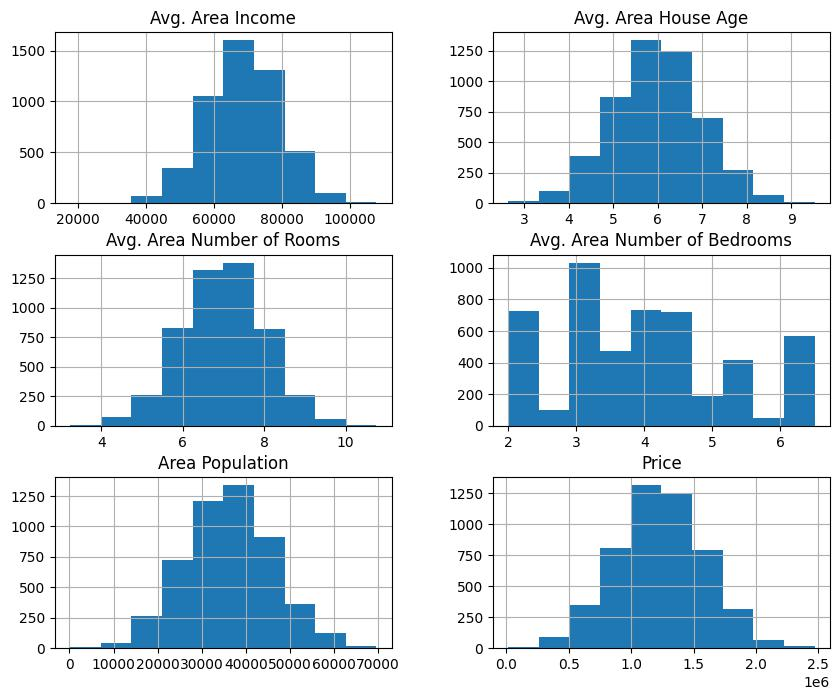 Avg. Area Income
1500
1000
500
0
20000 40000 60000 80000 100000
Avg. Area House Age
1250
1000
750
500
250
0
3 4 5 6 7 8 9
Avg. Area Number of Rooms
1250
1000
750
500
250
0
4 6 8 10
Avg. Area Number of Bedrooms
1000
800
600
400
200
0
2 3 4 5 6
Area Population
1250
1000
750
500
250
0
0 10000 20000 30000 40000 50000 60000 70000
Price
1250
1000
750
500
250
0
0.0 0.5 1.0 1.5 2.0 2.5
1e6